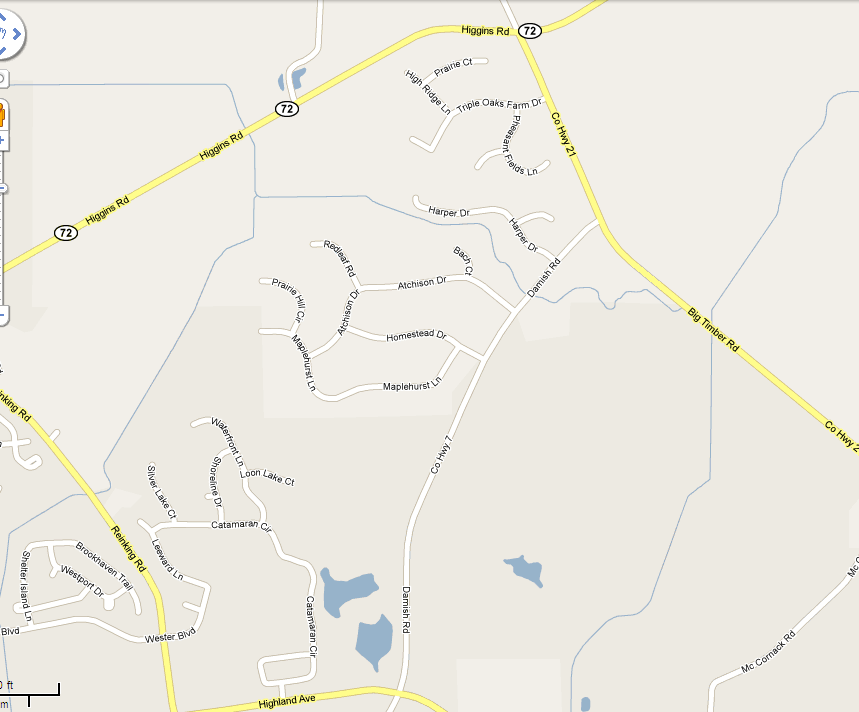 Higgins Rd
72
Prairie Ct
High Ridge Ln
Triple Oaks Farm Dr
72
Co Hwy 21
Pheasant Fields Ln
Higgins Rd
Higgins Rd
72
Harper Dr
Harper Dr
Redleaf Rd
Bach Ct
Damish Rd
Prairie Hill Cir
Atchison Dr
Atchison Dr
Big Timber Rd
Homestead Dr
Maplehurst Ln
Maplehurst Ln
inking Rd
Co Hwy 2
Waterfront Ln
Co Hwy 7
Shoreline Dr
Loon Lake Ct
Silver Lake Ct
Catamaran Cir
Reinking Rd
Leeward Ln
Brookhaven Trail
Shelter Island Ln
Westport Dr
Catamaran Cir
Damish Rd
Mc C
Blvd
Wester Blvd
Mc Cornack Rd
0 ft
m
Highland Ave